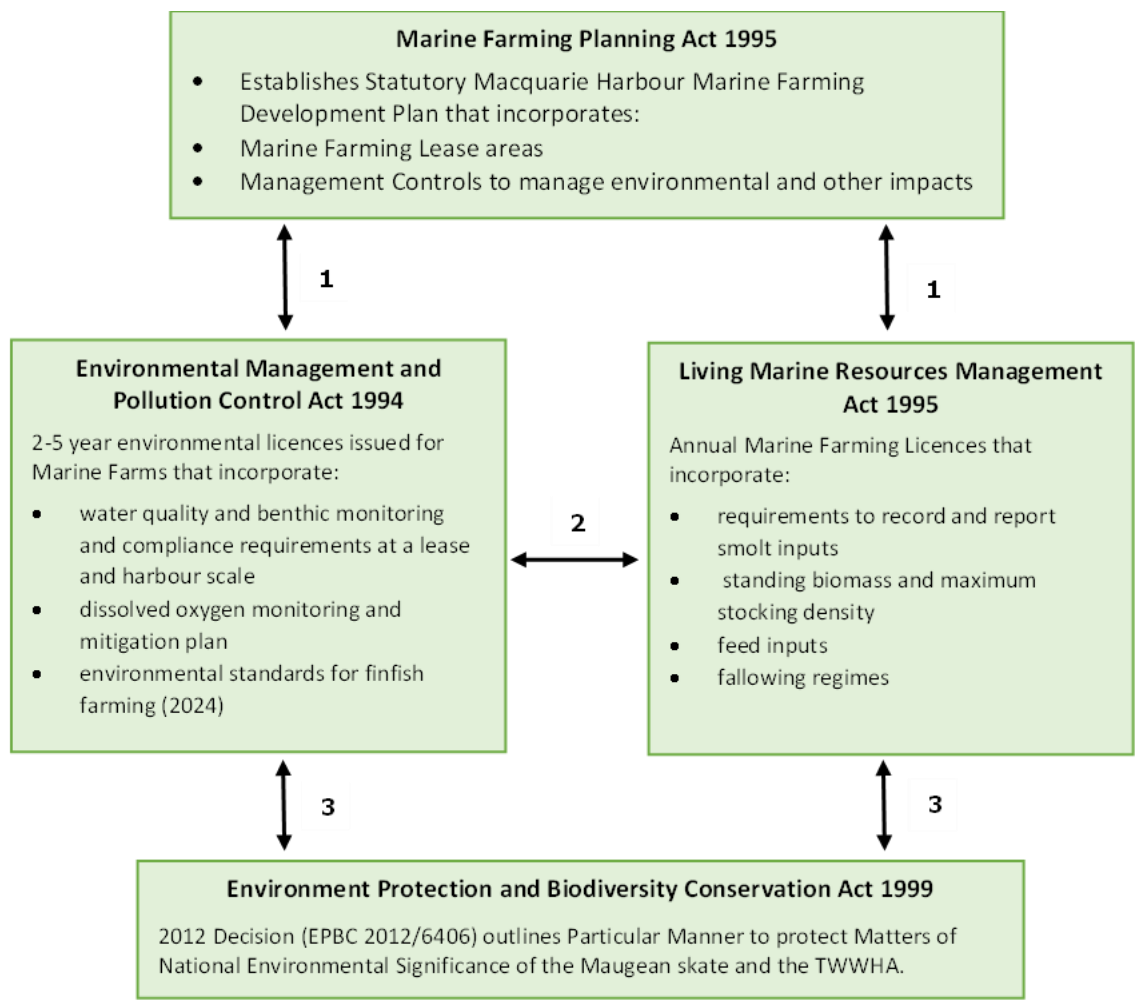 Marine Farming Planning Act 1995
• Establishes Statutory Macquarie Harbour Marine Farming
Development Plan that incorporates:
• Marine Farming Lease areas
• Management Controls to manage environmental and other impacts
1
1
Environmental Management and
Pollution Control Act 1994
2-5 year environmental licences issued for
Marine Farms that incorporate:
• water quality and benthic monitoring
and compliance requirements at a lease
and harbour scale
• dissolved oxygen monitoring and
mitigation plan
• environmental standards for finfish
farming (2024)
2
Living Marine Resources Management
Act 1995
Annual Marine Farming Licences that
incorporate:
• requirements to record and report
smolt inputs
• standing biomass and maximum
stocking density
• feed inputs
• fallowing regimes
3
3
Environment Protection and Biodiversity Conservation Act 1999
2012 Decision (EPBC 2012/6406) outlines Particular Manner to protect Matters of
National Environmental Significance of the Maugean skate and the TWWHA.